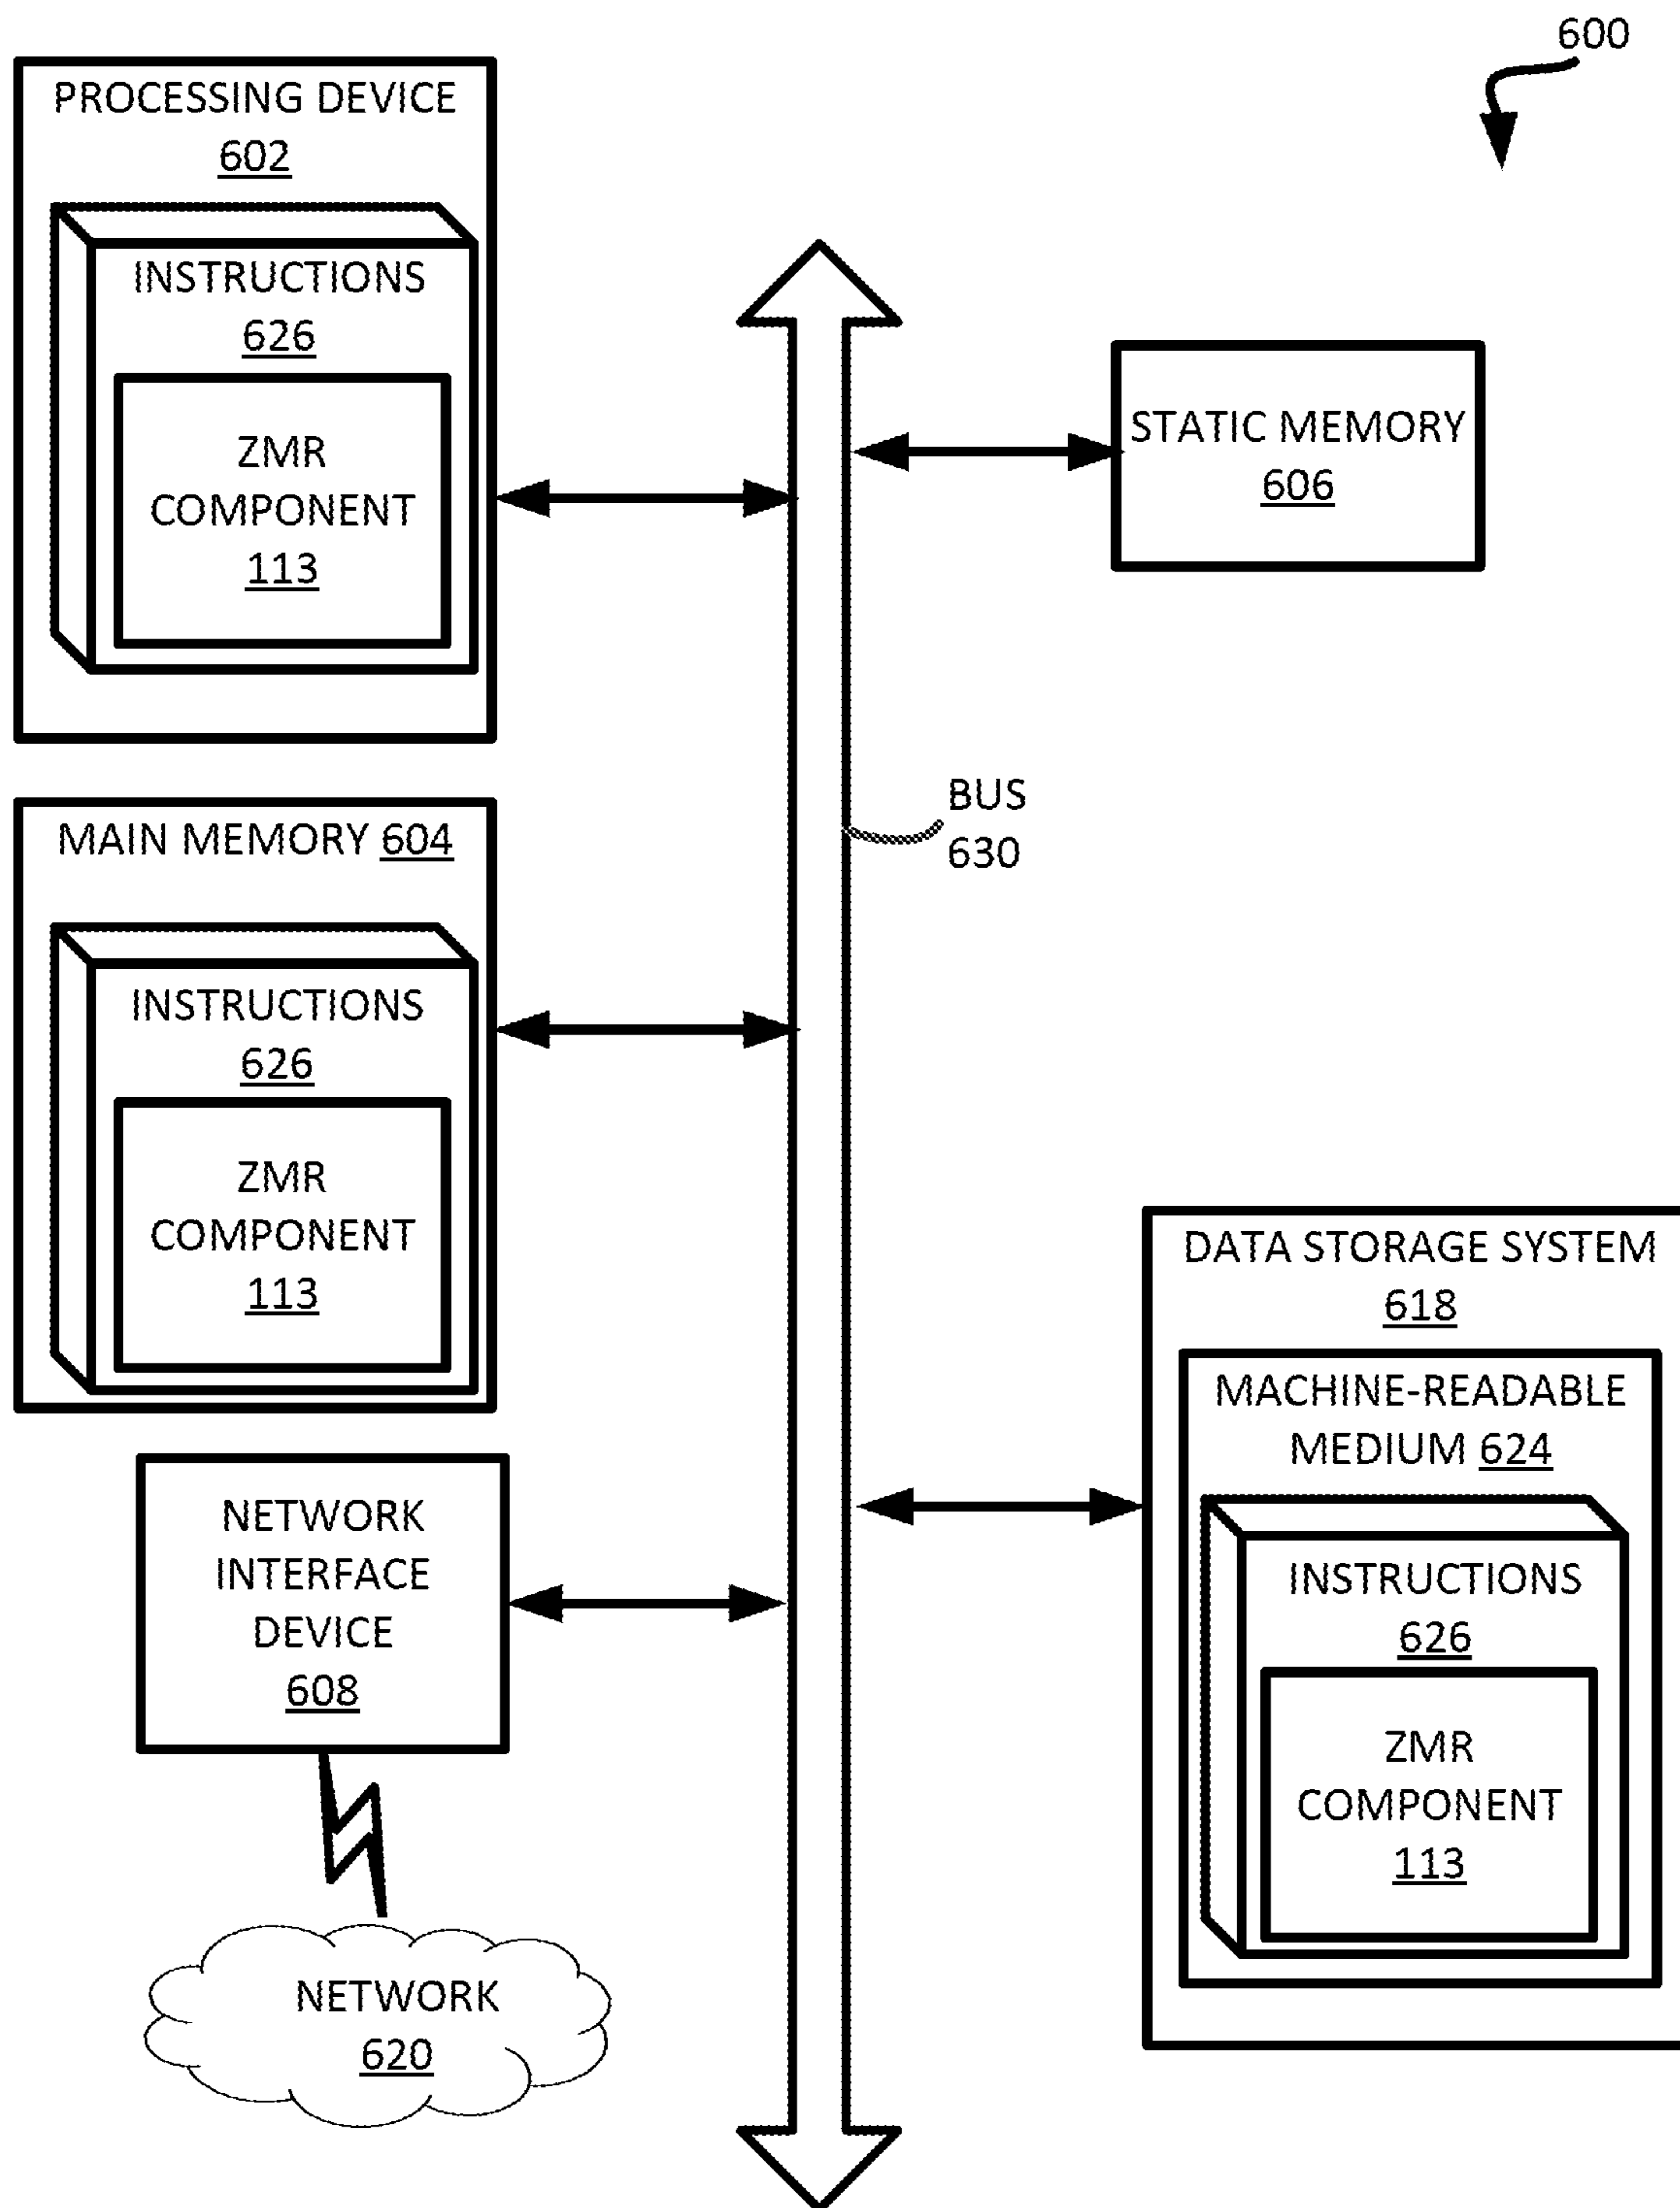 600
PROCESSING DEVICE
602
INSTRUCTIONS
626
ZMR
COMPONENT
113
STATIC MEMORY
606
BUS
630
MAIN MEMORY 604
INSTRUCTIONS
626
ZMR
COMPONENT
113
DATA STORAGE SYSTEM
618
MACHINE-READABLE
MEDIUM 624
INSTRUCTIONS
626
ZMR
COMPONENT
113
NETWORK
INTERFACE
DEVICE
608
NETWORK
620